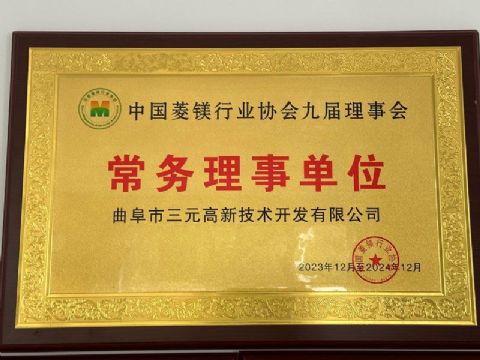 中国菱镁行业协会九届理事会
常务理事单位
曲阜市三元高新技术开发有限公司
2023年12月至2024年12月